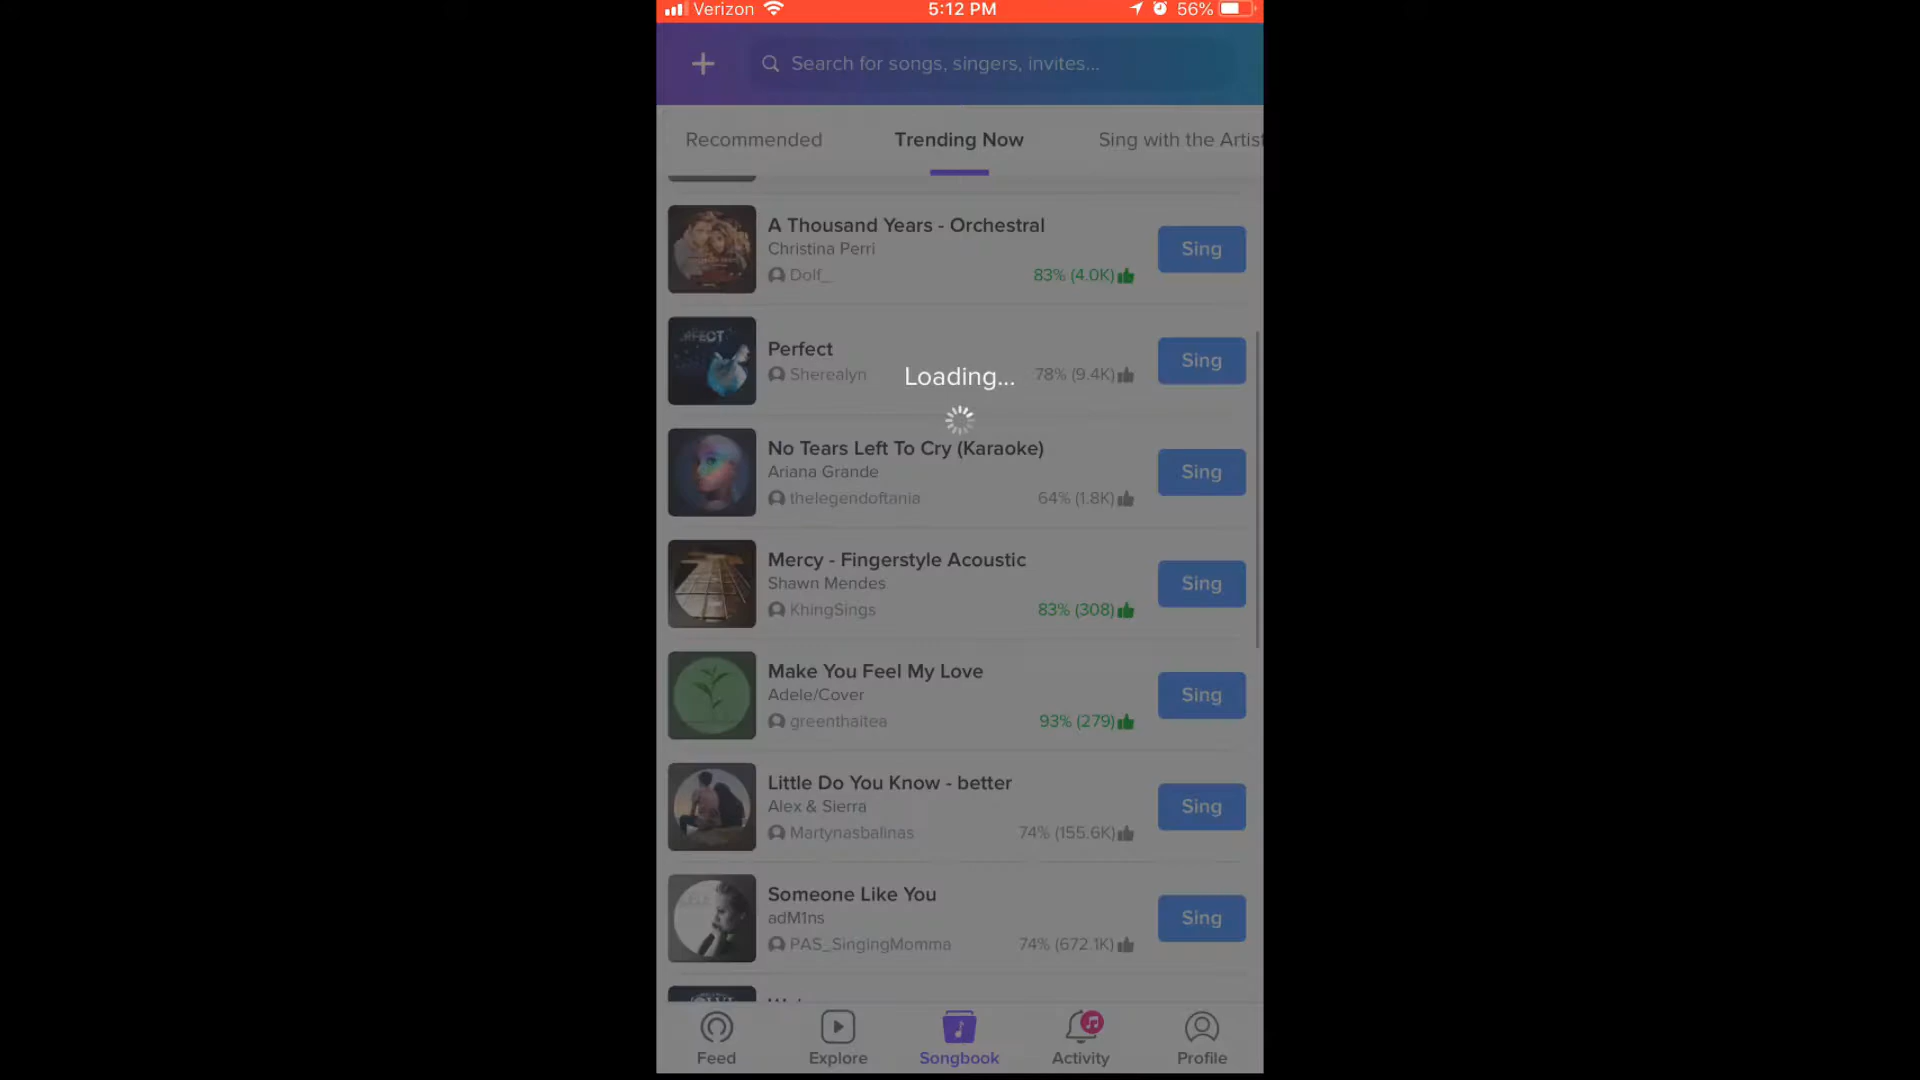 Verizon 5:12 PM 56%
Search for songs, singers, invites...
Recommended Trending Now Sing with the Artist
A Thousand Years - Orchestral
Christina Perri
Dolf_ 83% (4.0K)
Sing
Perfect
Sherealyn 78% (9.4K)
Sing
Loading...
No Tears Left To Cry (Karaoke)
Ariana Grande
thelegendoftania 64% (1.8K)
Sing
Mercy - Fingerstyle Acoustic
Shawn Mendes
KhingSings 83% (308)
Sing
Make You Feel My Love
Adele/Cover
greenthaitea 93% (279)
Sing
Little Do You Know - better
Alex & Sierra
Martynasbalinas 74% (155.6K)
Sing
Someone Like You
adM1ns
PAS_SingingMomma 74% (672.1K)
Sing
Feed Explore Songbook Activity Profile